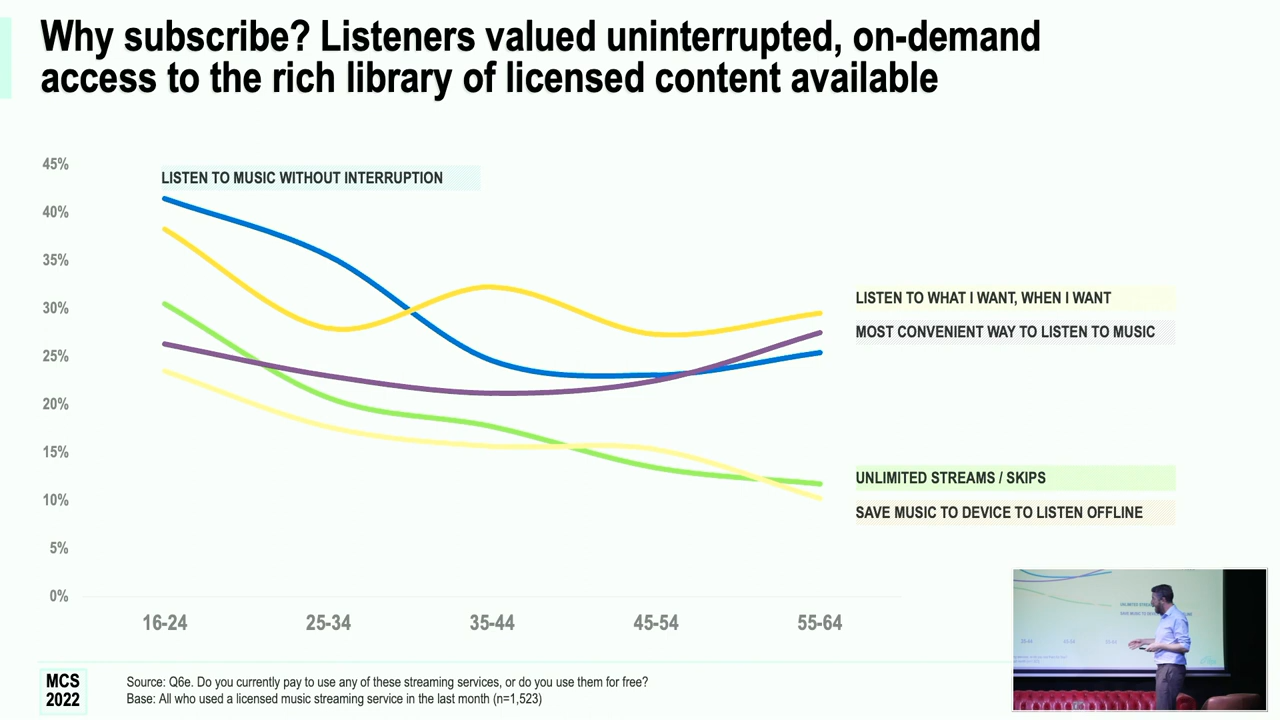 Why subscribe? Listeners valued uninterrupted, on-demand
access to the rich library of licensed content available
45%
LISTEN TO MUSIC WITHOUT INTERRUPTION
40%
35%
30%
LISTEN TO WHAT I WANT, WHEN I WANT
MOST CONVENIENT WAY TO LISTEN TO MUSIC
25%
20%
15%
UNLIMITED STREAMS / SKIPS
10%
SAVE MUSIC TO DEVICE TO LISTEN OFFLINE
5%
0%
16-24 25-34 35-44 45-54 55-64
MCS
2022
Source: Q6e. Do you currently pay to use any of these streaming services, or do you use them for free?
Base: All who used a licensed music streaming service in the last month (n=1,523)